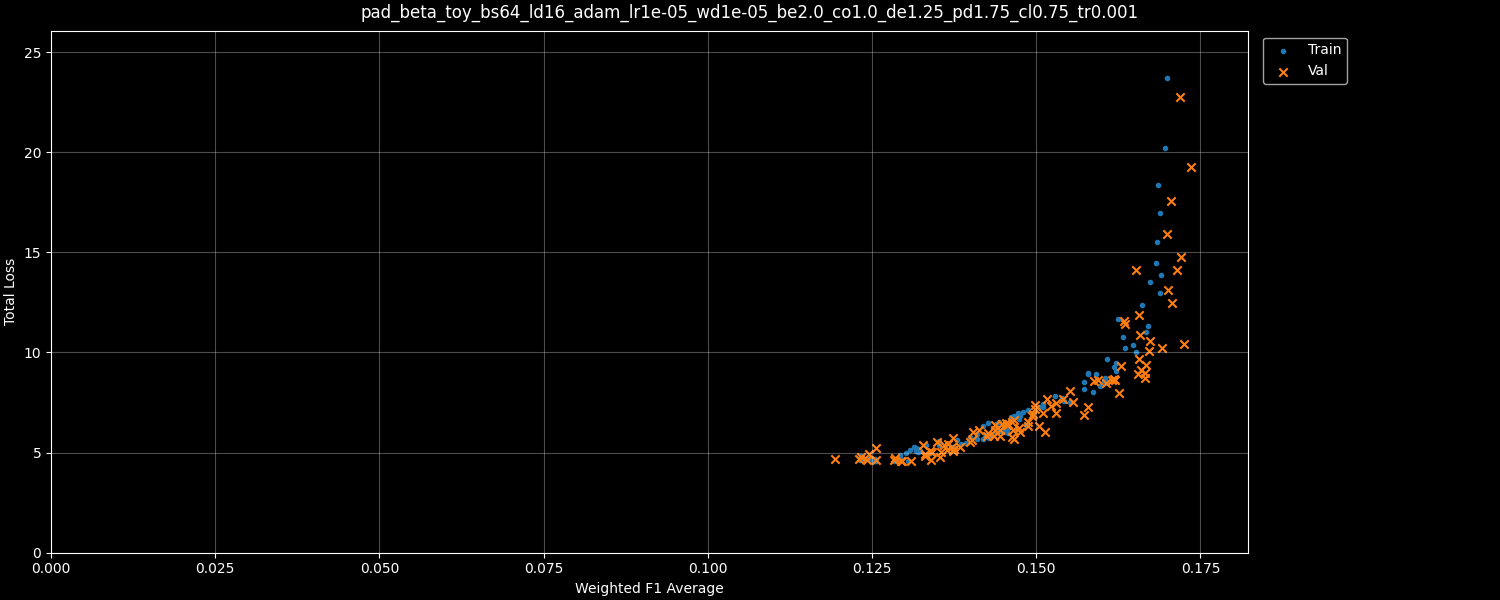 pad_beta_toy_bs64_ld16_adam_lr1e-05_wd1e-05_be2.0_co1.0_de1.25_pd1.75_cl0.75_tr0.001
Train
Val
25
20
15
10
5
0
Total Loss
0.000 0.025 0.050 0.075 0.100 0.125 0.150 0.175
Weighted F1 Average